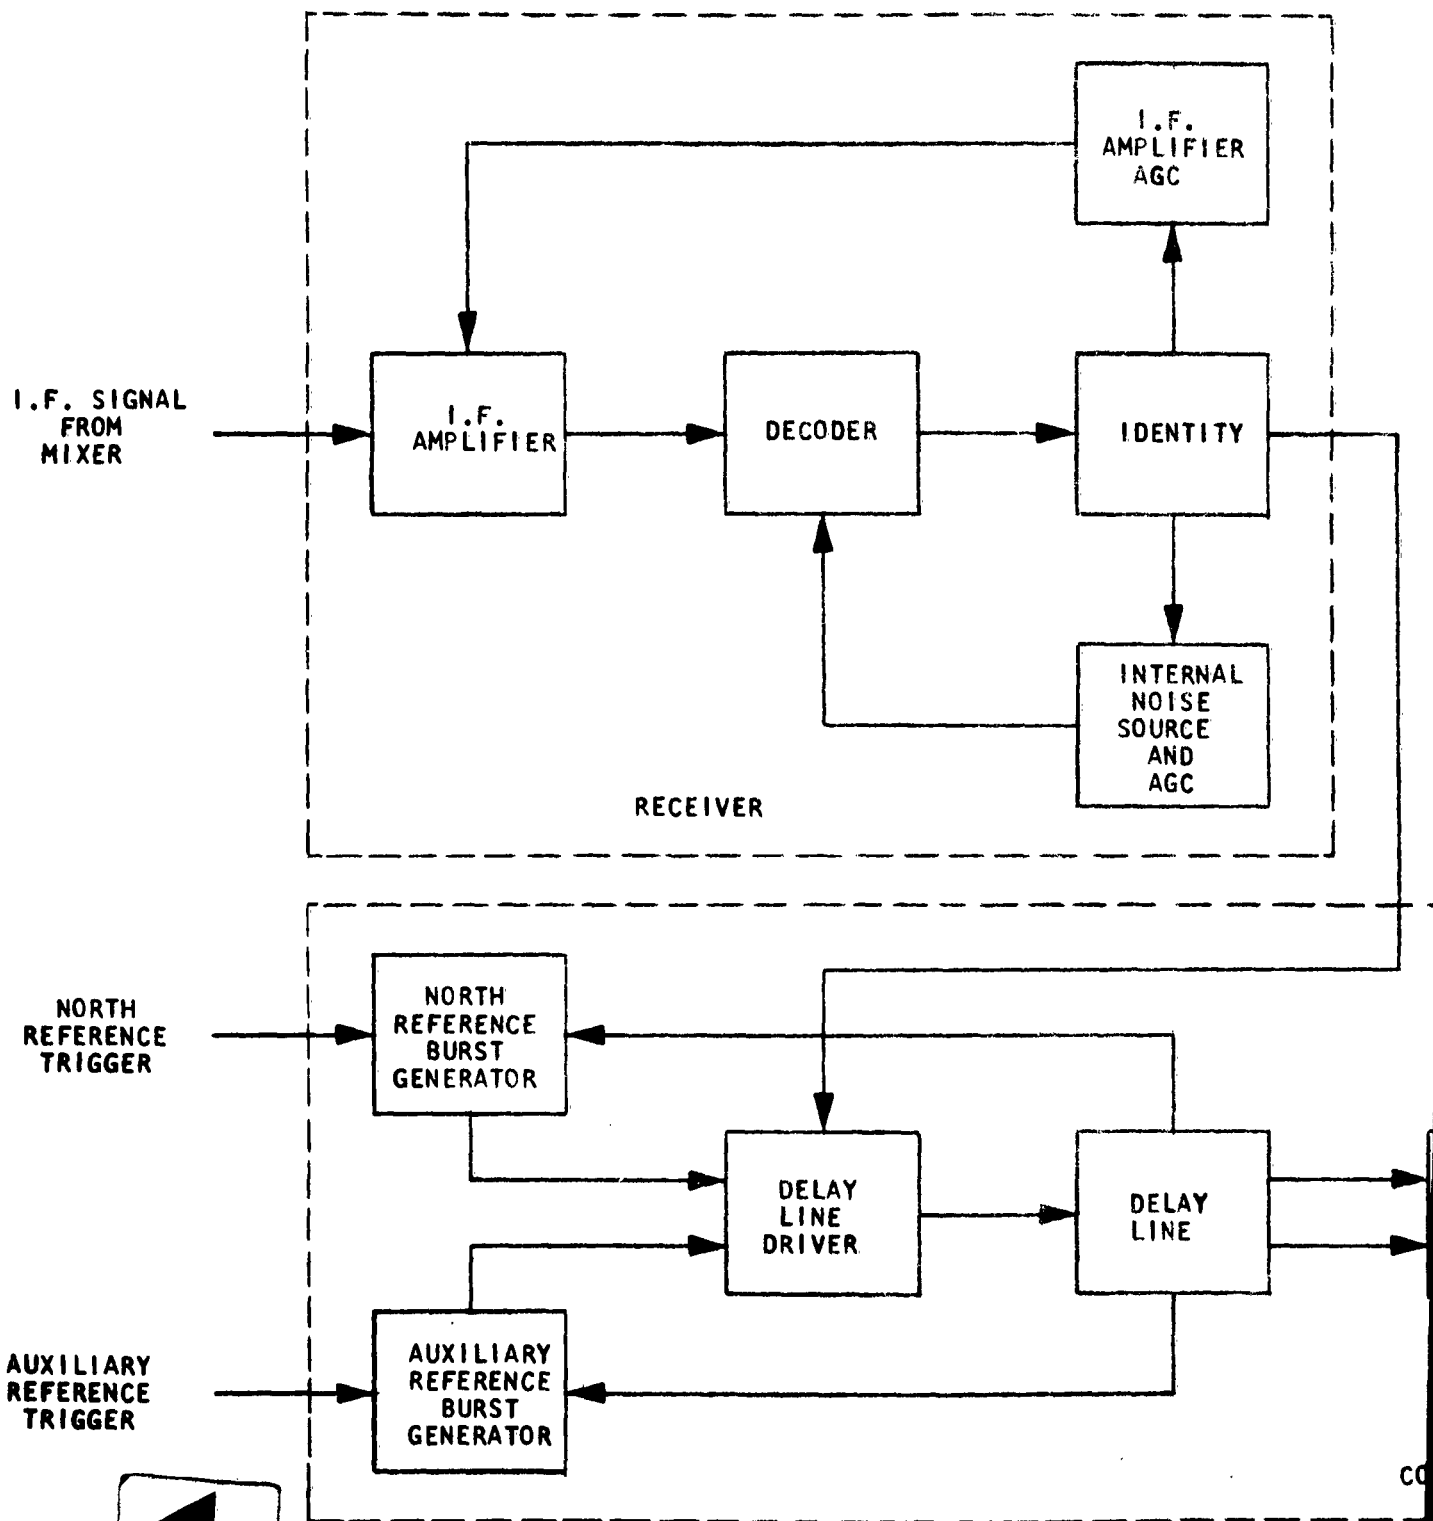 I.F.
AMPLIFIER
AGC
I.F. SIGNAL
FROM
MIXER
I.F.
AMPLIFIER
DECODER
IDENTITY
INTERNAL
NOISE
SOURCE
AND
AGC
RECEIVER
NORTH
REFERENCE
TRIGGER
NORTH
REFERENCE
BURST
GENERATOR
DELAY
LINE
DRIVER
DELAY
LINE
AUXILIARY
REFERENCE
TRIGGER
AUXILIARY
REFERENCE
BURST
GENERATOR
CO